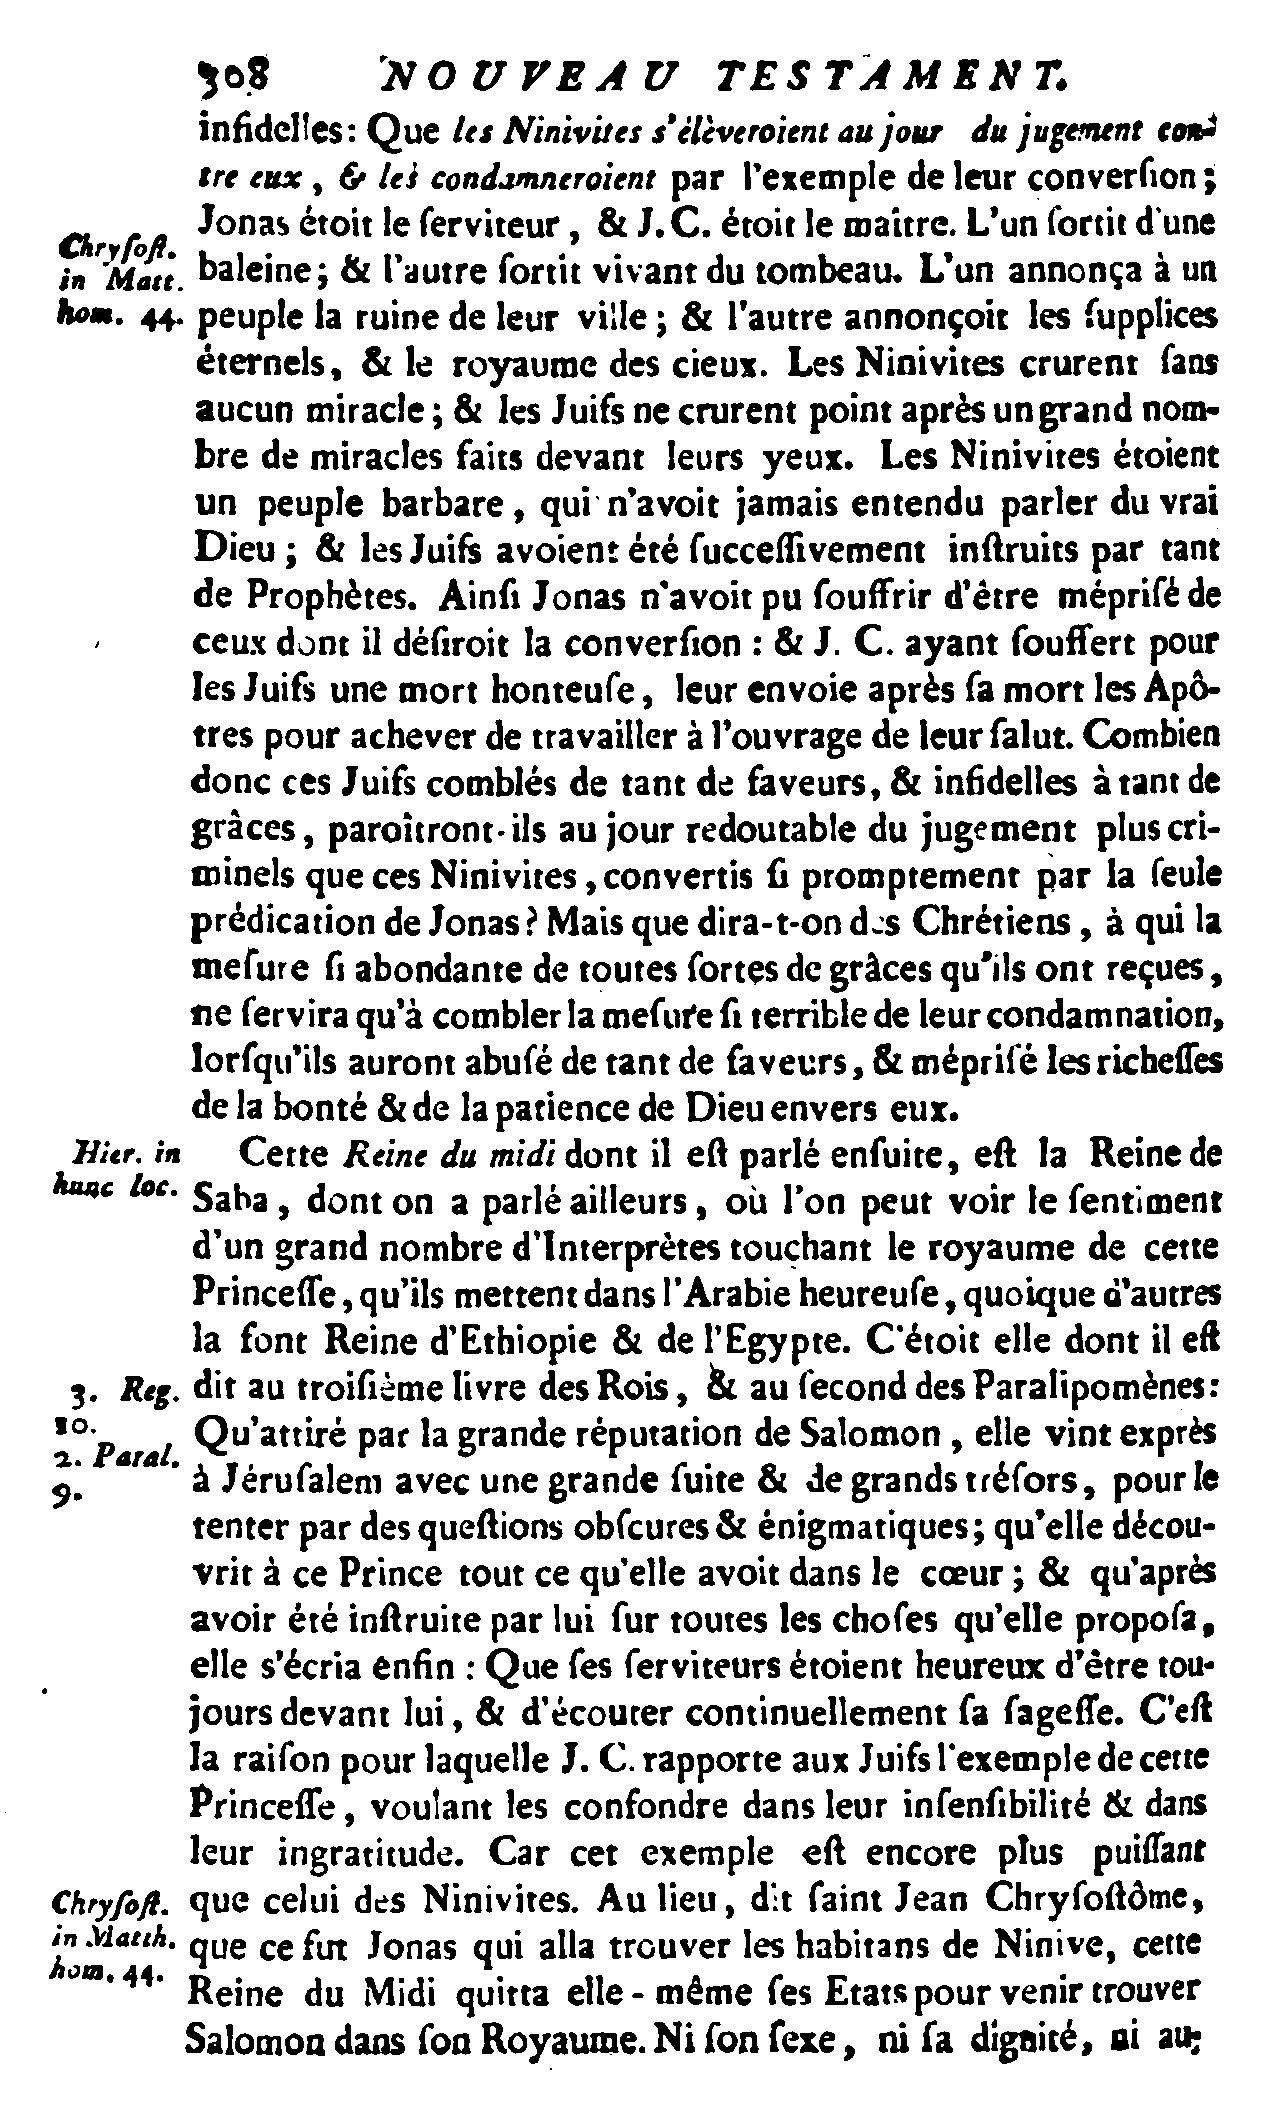 308 NOUVEAU TESTAMENT.
infidelles: Que les Ninivites s'éleveroient au jour du jugement con-
tre eux, & les condamneroient par l'exemple de leur converſion;
Jonas étoit le ſerviteur, & J. C. étoit le maître. L'un ſortit d'une
Chryſoſt.
in Matt.
hom. 44.
baleine; & l'autre ſortit vivant du tombeau. L'un annonça à un
peuple la ruine de leur ville; & l'autre annonçoit les ſupplices
éternels, & le royaume des cieux. Les Ninivites crurent ſans
aucun miracle; & les Juifs ne crurent point après un grand nom-
bre de miracles faits devant leurs yeux. Les Ninivites étoient
un peuple barbare, qui n'avoit jamais entendu parler du vrai
Dieu; & les Juifs avoient été ſucceſſivement inſtruits par tant
de Prophètes. Ainſi Jonas n'avoit pu ſouffrir d'être mépriſé de
ceux dont il déſiroit la converſion: & J. C. ayant ſouffert pour
les Juifs une mort honteuſe, leur envoie après ſa mort les Apô-
tres pour achever de travailler à l'ouvrage de leur ſalut. Combien
donc ces Juifs comblés de tant de faveurs, & infidelles à tant de
grâces, paroîtront-ils au jour redoutable du jugement plus cri-
minels que ces Ninivites, convertis ſi promptement par la ſeule
prédication de Jonas? Mais que dira-t-on des Chrétiens, à qui la
meſure ſi abondante de toutes ſortes de grâces qu'ils ont reçues,
ne ſervira qu'à combler la meſure ſi terrible de leur condamnation,
lorſqu'ils auront abuſé de tant de faveurs, & mépriſé les richeſſes
de la bonté & de la patience de Dieu envers eux.
Hier. in
hunc loc.
Cette Reine du midi dont il eſt parlé enſuite, eſt la Reine de
Saba, dont on a parlé ailleurs, où l'on peut voir le ſentiment
d'un grand nombre d'Interprètes touchant le royaume de cette
Princeſſe, qu'ils mettent dans l'Arabie heureuſe, quoique d'autres
la font Reine d'Ethiopie & de l'Egypte. C'étoit elle dont il eſt
3. Reg.
10.
2. Paral.
9.
dit au troiſième livre des Rois, & au ſecond des Paralipomènes:
Qu'attiré par la grande réputation de Salomon, elle vint exprès
à Jéruſalem avec une grande ſuite & de grands tréſors, pour le
tenter par des queſtions obſcures & énigmatiques; qu'elle décou-
vrit à ce Prince tout ce qu'elle avoit dans le cœur; & qu'après
avoir été inſtruite par lui ſur toutes les choſes qu'elle propoſa,
elle s'écria enfin: Que ſes ſerviteurs étoient heureux d'être tou-
jours devant lui, & d'écouter continuellement ſa ſageſſe. C'eſt
la raiſon pour laquelle J. C. rapporte aux Juifs l'exemple de cette
Princeſſe, voulant les confondre dans leur inſenſibilité & dans
leur ingratitude. Car cet exemple eſt encore plus puiſſant
Chryſoſt.
in Matth.
hom. 44.
que celui des Ninivites. Au lieu, dit ſaint Jean Chryſoſtôme,
que ce fut Jonas qui alla trouver les habitans de Ninive, cette
Reine du Midi quitta elle-même ſes Etats pour venir trouver
Salomon dans ſon Royaume. Ni ſon ſexe, ni ſa dignité, ni au-